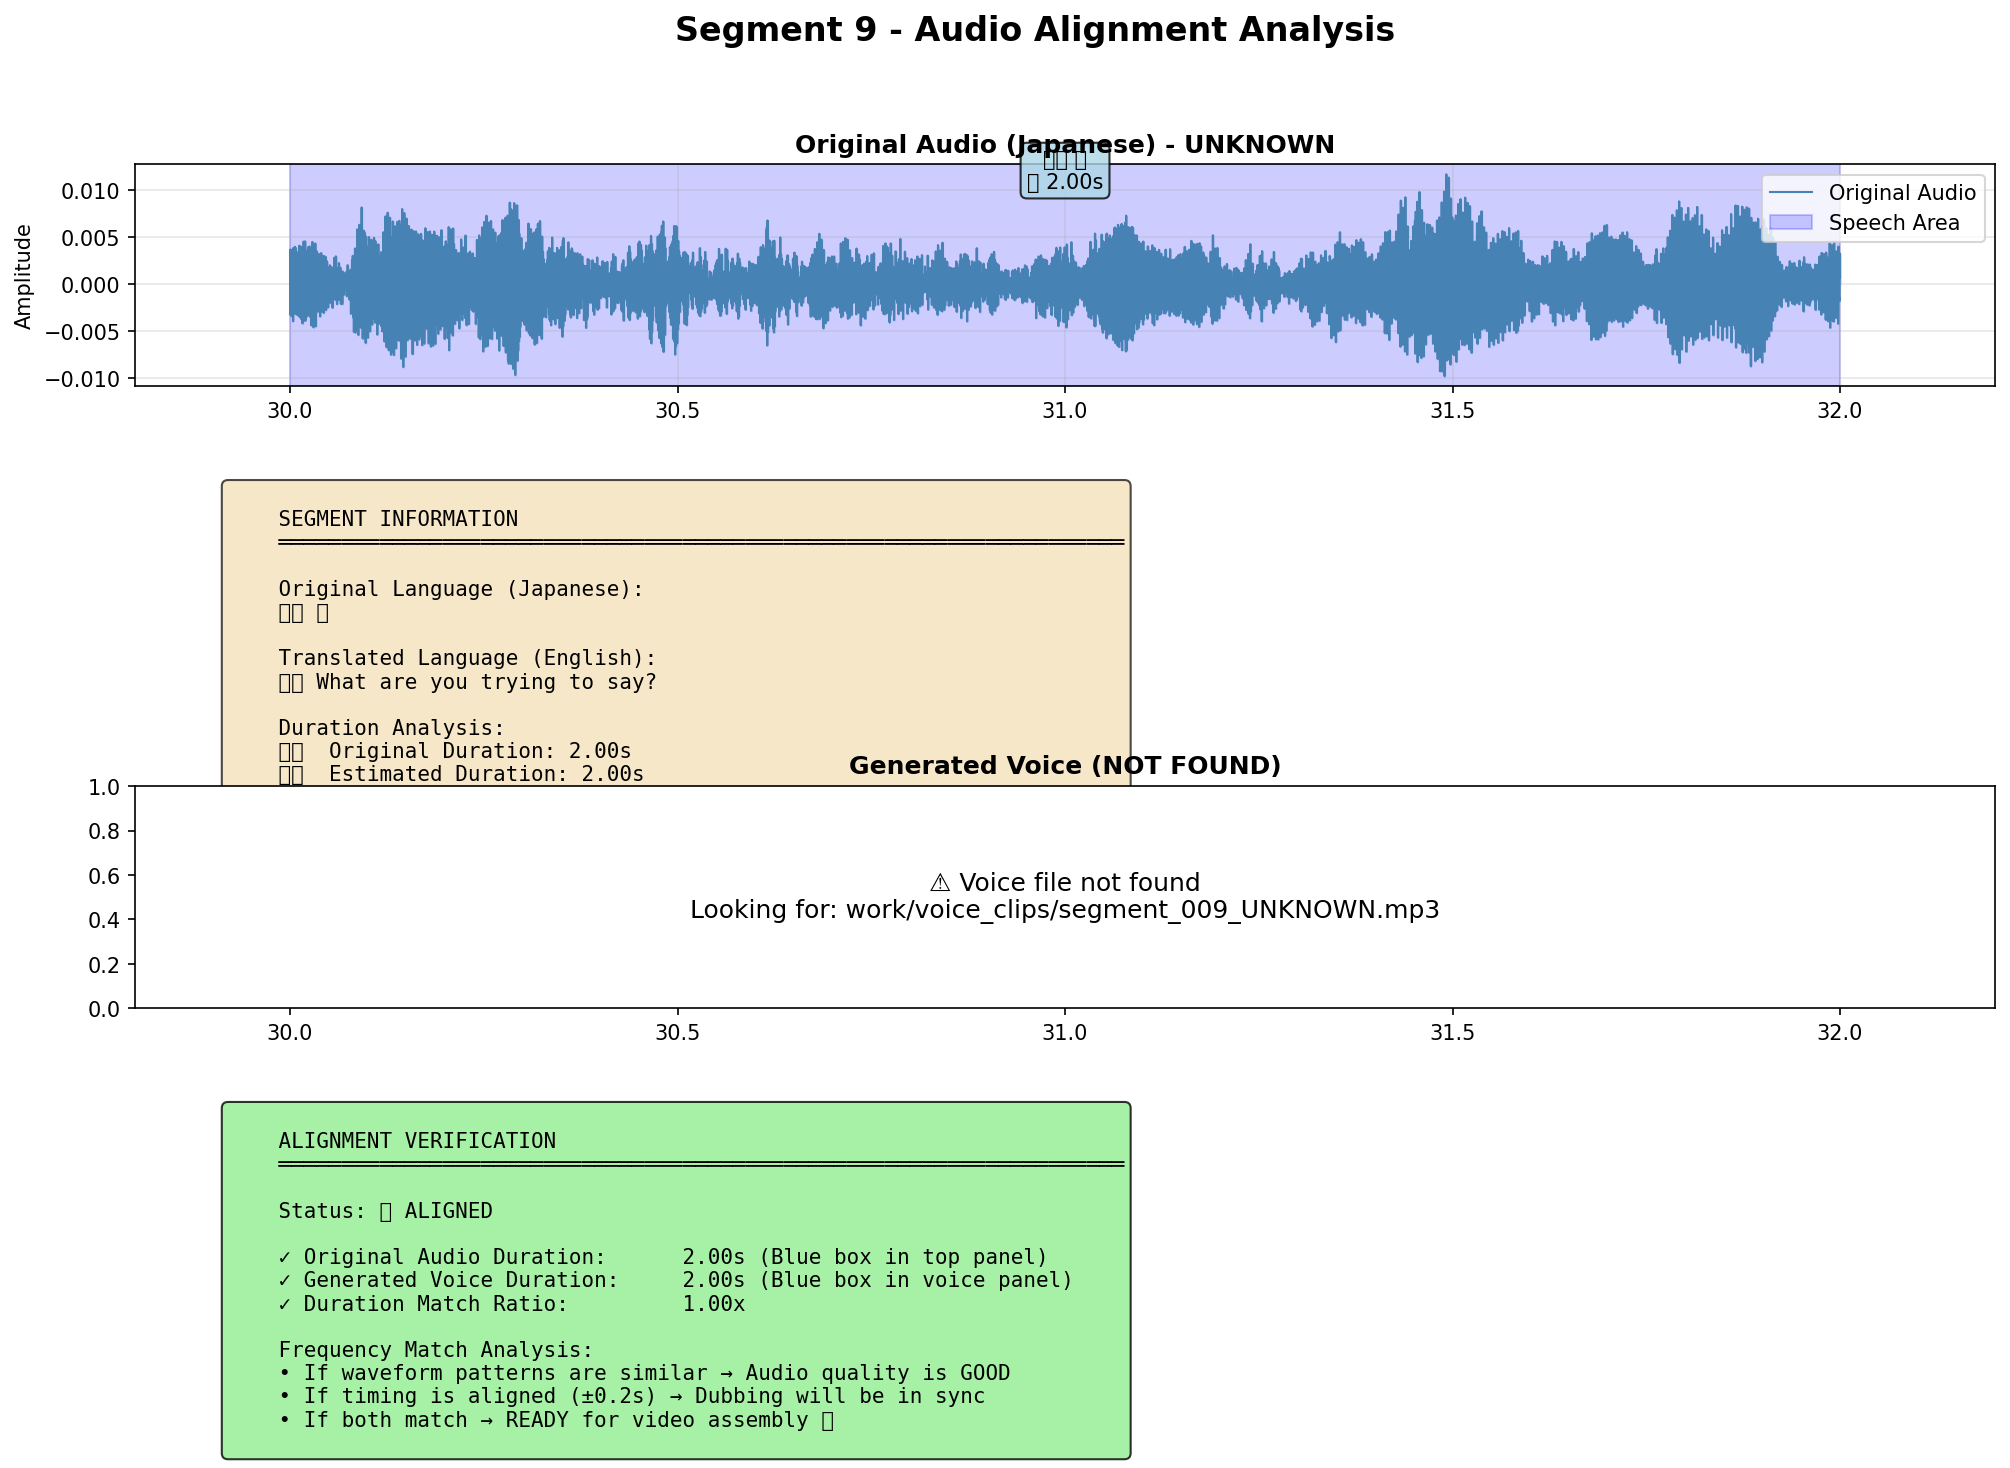 Segment 9 - Audio Alignment Analysis
Original Audio (Japanese) - UNKNOWN
2.00s
Original Audio
Speech Area
Amplitude
0.010
0.005
0.000
−0.005
−0.010
30.0 30.5 31.0 31.5 32.0
SEGMENT INFORMATION
Original Language (Japanese):
Translated Language (English):
What are you trying to say?
Duration Analysis:
Original Duration: 2.00s
Estimated Duration: 2.00s
Generated Voice (NOT FOUND)
1.0
0.8
0.6
0.4
0.2
0.0
⚠ Voice file not found
Looking for: work/voice_clips/segment_009_UNKNOWN.mp3
30.0 30.5 31.0 31.5 32.0
ALIGNMENT VERIFICATION
Status: ALIGNED
✓ Original Audio Duration: 2.00s (Blue box in top panel)
✓ Generated Voice Duration: 2.00s (Blue box in voice panel)
✓ Duration Match Ratio: 1.00x
Frequency Match Analysis:
• If waveform patterns are similar → Audio quality is GOOD
• If timing is aligned (±0.2s) → Dubbing will be in sync
• If both match → READY for video assembly